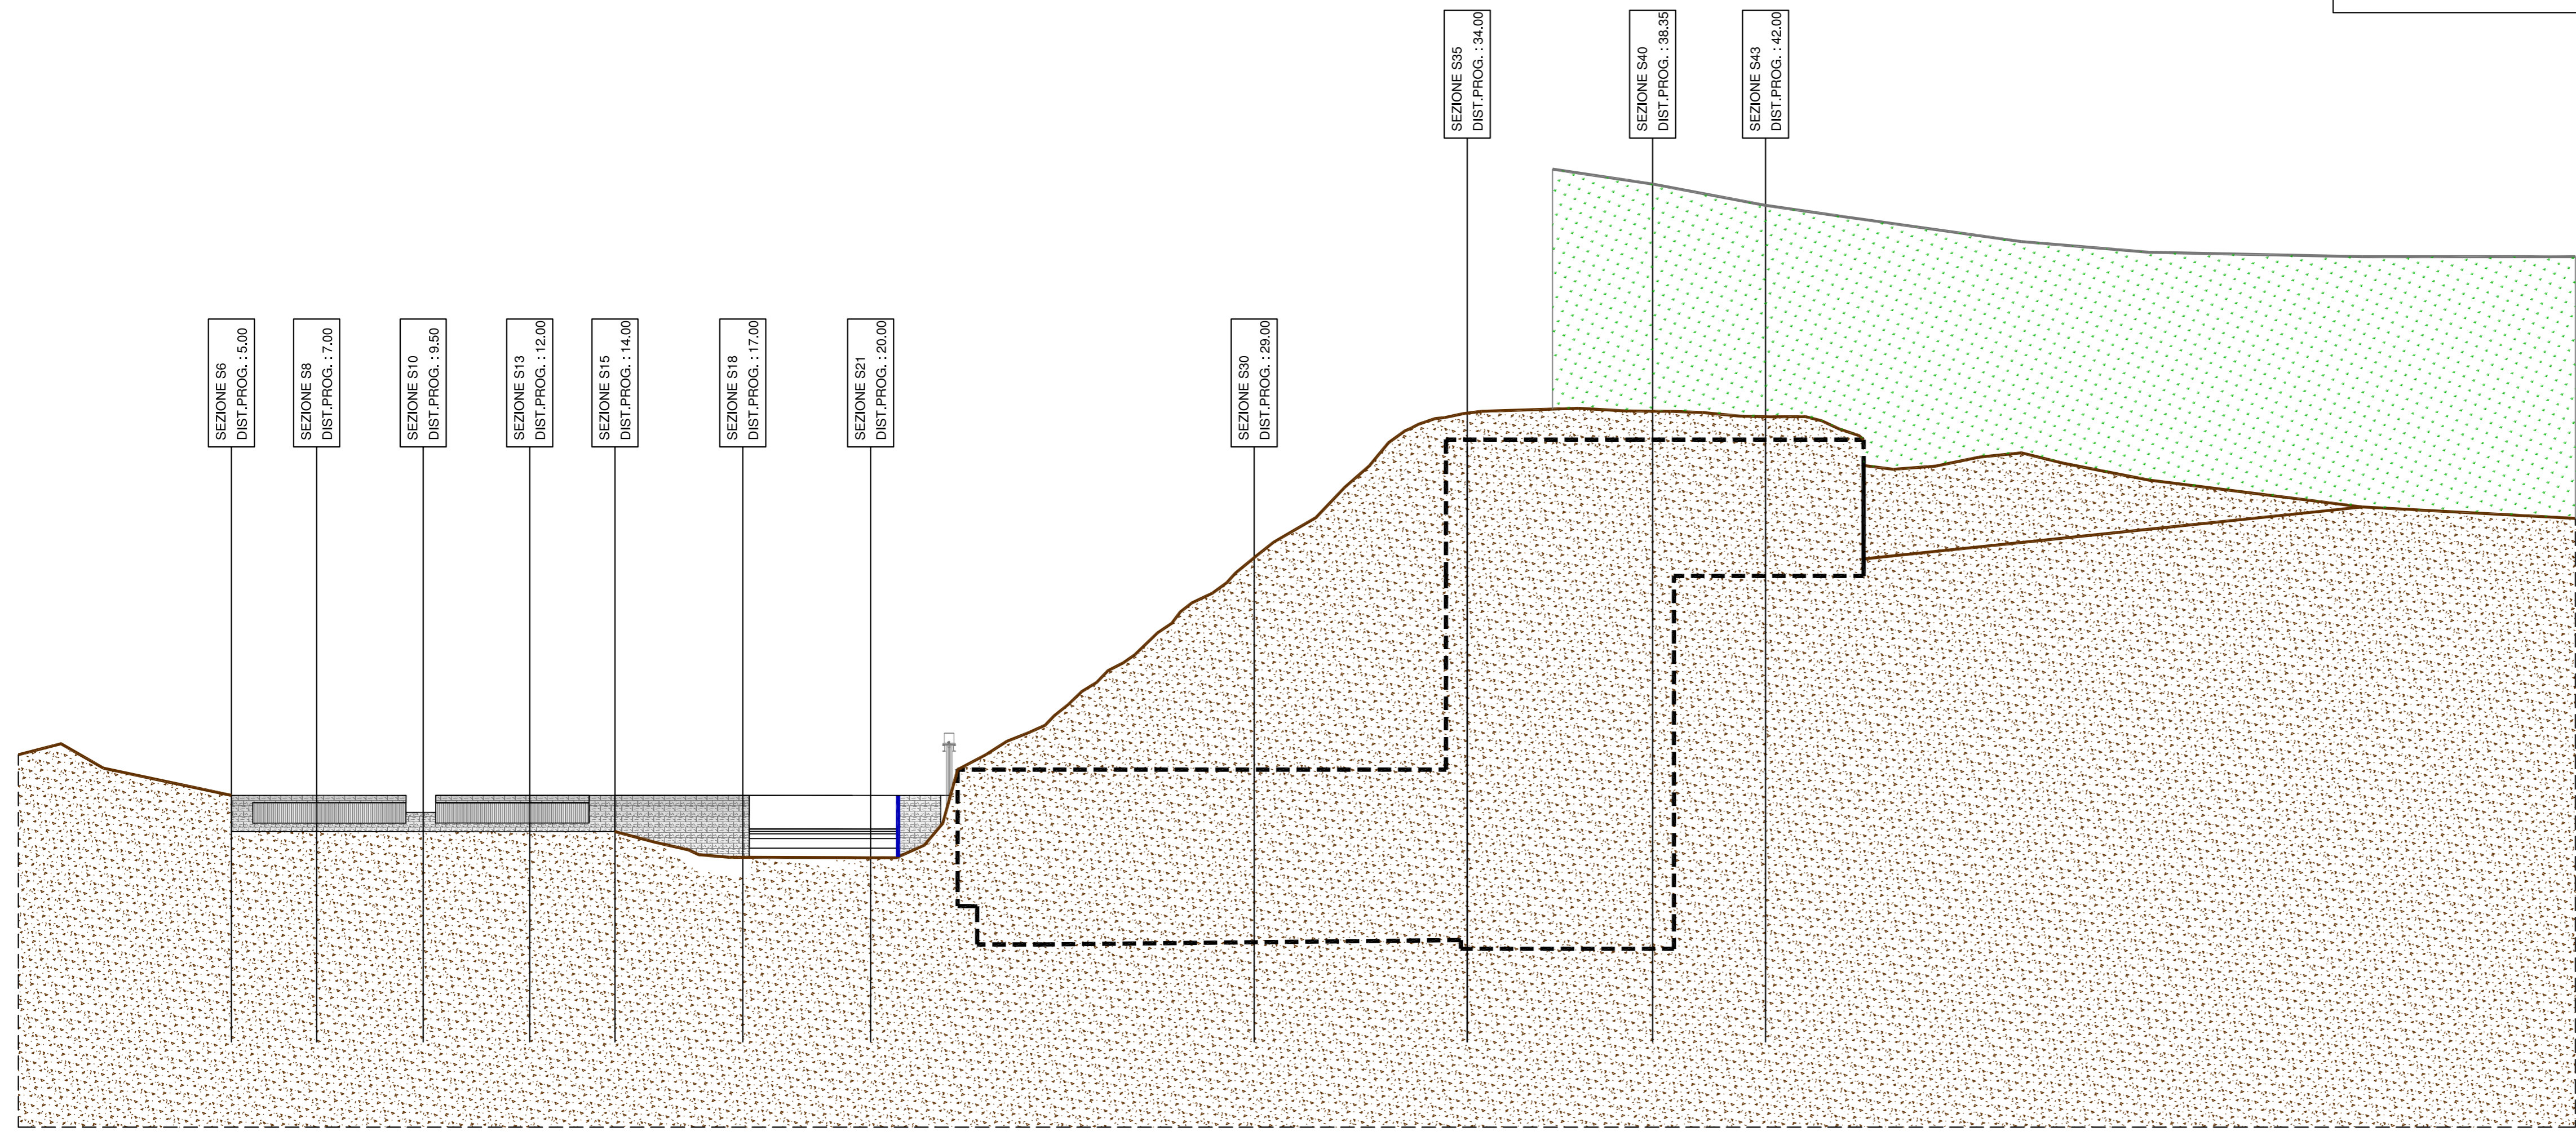 SEZIONE S6
DIST.PROG. : 5.00
SEZIONE S8
DIST.PROG. : 7.00
SEZIONE S10
DIST.PROG. : 9.50
SEZIONE S13
DIST.PROG. : 12.00
SEZIONE S15
DIST.PROG. : 14.00
SEZIONE S18
DIST.PROG. : 17.00
SEZIONE S21
DIST.PROG. : 20.00
SEZIONE S30
DIST.PROG. : 29.00
SEZIONE S35
DIST.PROG. : 34.00
SEZIONE S40
DIST.PROG. : 38.35
SEZIONE S43
DIST.PROG. : 42.00